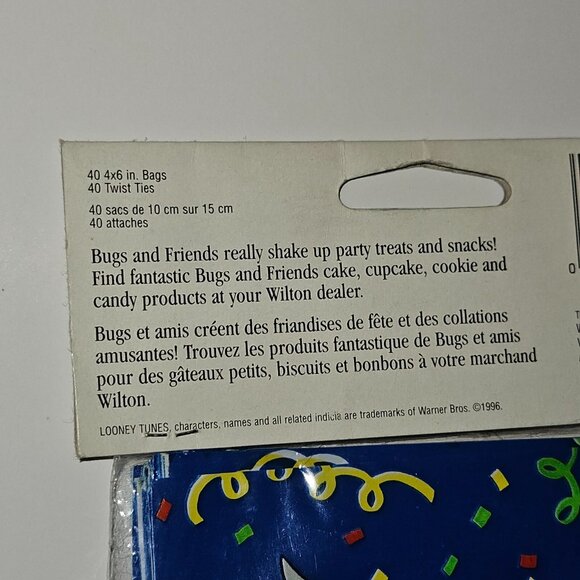 40 4x6 in. Bags
40 Twist Ties
40 sacs de 10 cm sur 15 cm
40 attaches
Bugs and Friends really shake up party treats and snacks!
Find fantastic Bugs and Friends cake, cupcake, cookie and
candy products at your Wilton dealer.
Bugs et amis créent des friandises de fête et des collations
amusantes! Trouvez les produits fantastique de Bugs et amis
pour des gâteaux petits, biscuits et bonbons à votre marchand
Wilton.
LOONEY TUNES, characters, names and all related indicia are trademarks of Warner Bros. ©1996.
0